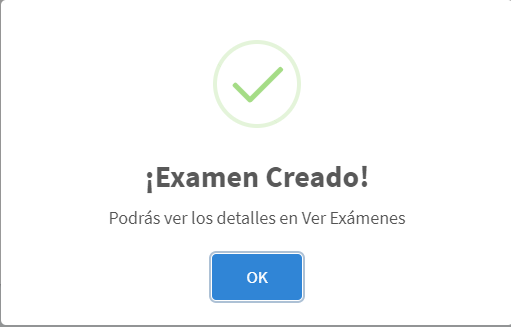 ¡Examen Creado!
Podrás ver los detalles en Ver Exámenes
OK